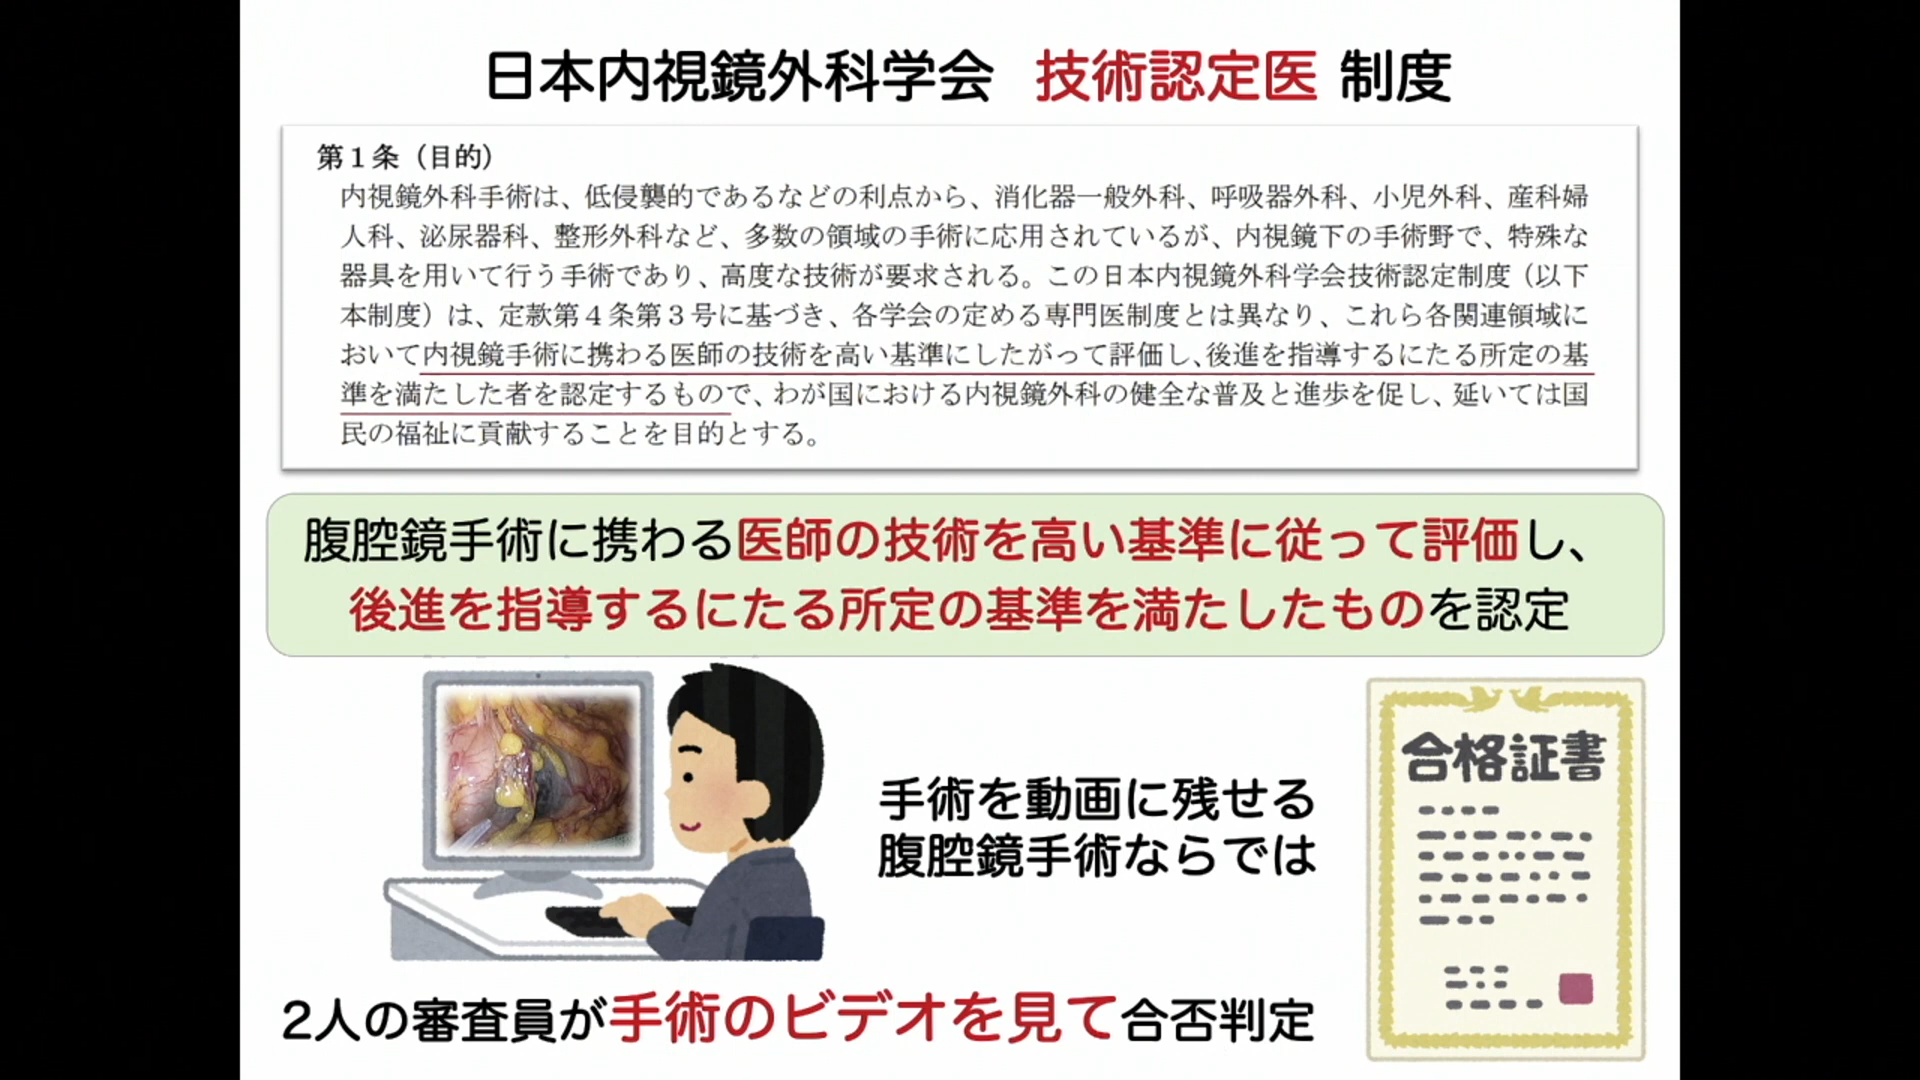 日本内視鏡外科学会 技術認定医 制度
第１条（目的）
内視鏡外科手術は、低侵襲的であるなどの利点から、消化器一般外科、呼吸器外科、小児外科、産科婦
人科、泌尿器科、整形外科など、多数の領域の手術に応用されているが、内視鏡下の手術野で、特殊な
器具を用いて行う手術であり、高度な技術が要求される。この日本内視鏡外科学会技術認定制度（以下
本制度）は、定款第４条第３号に基づき、各学会の定める専門医制度とは異なり、これら各関連領域に
おいて内視鏡手術に携わる医師の技術を高い基準にしたがって評価し、後進を指導するにたる所定の基
準を満たした者を認定するもので、わが国における内視鏡外科の健全な普及と進歩を促し、延いては国
民の福祉に貢献することを目的とする。
腹腔鏡手術に携わる医師の技術を高い基準に従って評価し、
後進を指導するにたる所定の基準を満たしたものを認定
手術を動画に残せる
腹腔鏡手術ならでは
合格証書
2人の審査員が手術のビデオを見て合否判定